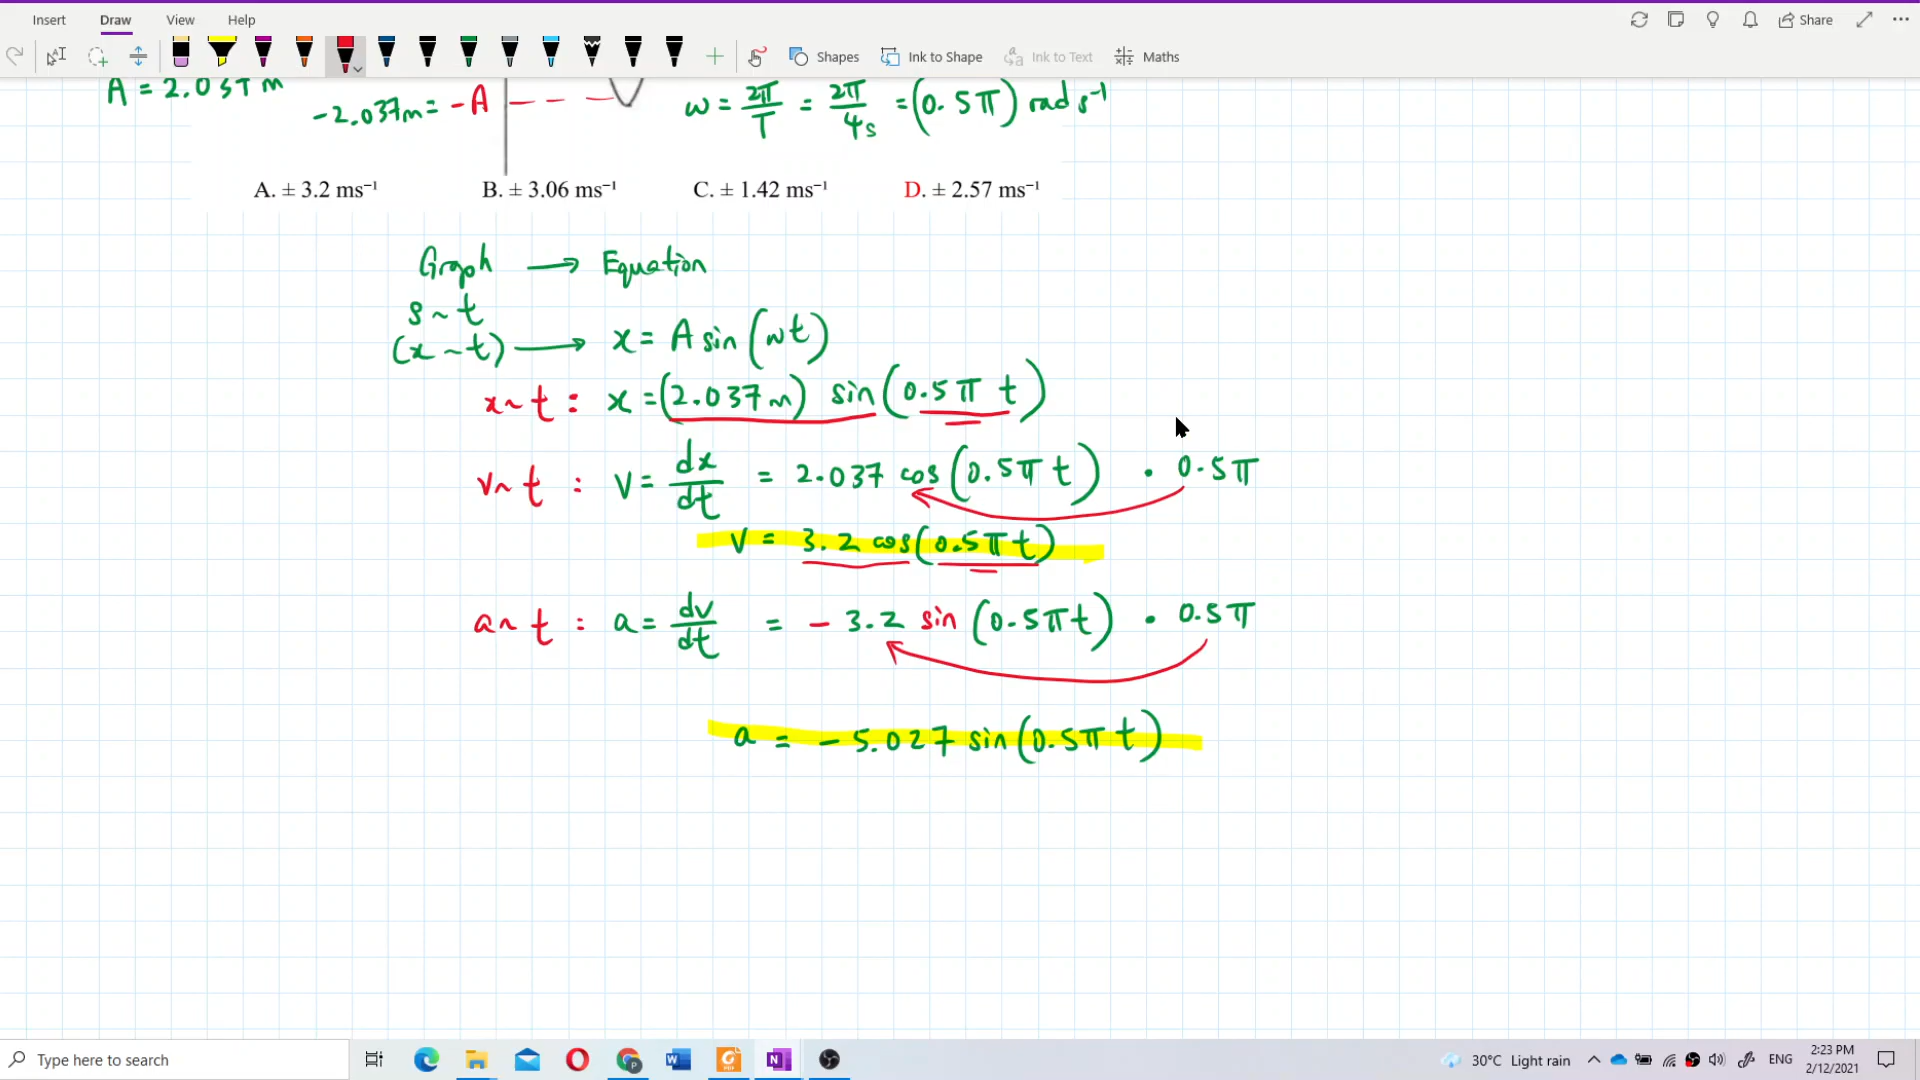 Insert Draw View Help Share
Shapes Ink to Shape Ink to Text Maths
A = 2.037 m
-2.037m = -A
ω = 2π/T = 2π/4s = (0.5π) rad s⁻¹
A. ± 3.2 ms⁻¹ B. ± 3.06 ms⁻¹ C. ± 1.42 ms⁻¹ D. ± 2.57 ms⁻¹
Graph → Equation
s ~ t
(x ~ t) → x = A sin (ωt)
x ~ t : x = (2.037 m) sin (0.5π t)
v ~ t : v = dx/dt = 2.037 cos (0.5π t) · 0.5π
v = 3.2 cos (0.5π t)
a ~ t : a = dv/dt = - 3.2 sin (0.5π t) · 0.5π
a = - 5.027 sin (0.5π t)
Type here to search
30°C Light rain
ENG
2:23 PM
2/12/2021